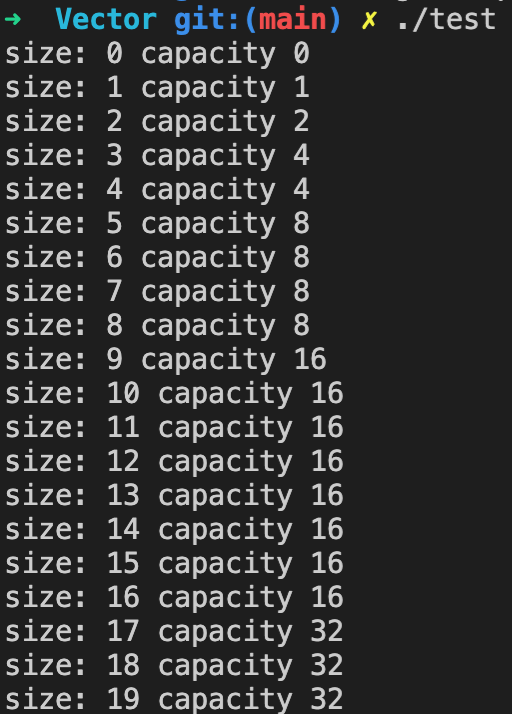 ➜  Vector git:(main) ✗ ./test
size: 0 capacity 0
size: 1 capacity 1
size: 2 capacity 2
size: 3 capacity 4
size: 4 capacity 4
size: 5 capacity 8
size: 6 capacity 8
size: 7 capacity 8
size: 8 capacity 8
size: 9 capacity 16
size: 10 capacity 16
size: 11 capacity 16
size: 12 capacity 16
size: 13 capacity 16
size: 14 capacity 16
size: 15 capacity 16
size: 16 capacity 16
size: 17 capacity 32
size: 18 capacity 32
size: 19 capacity 32